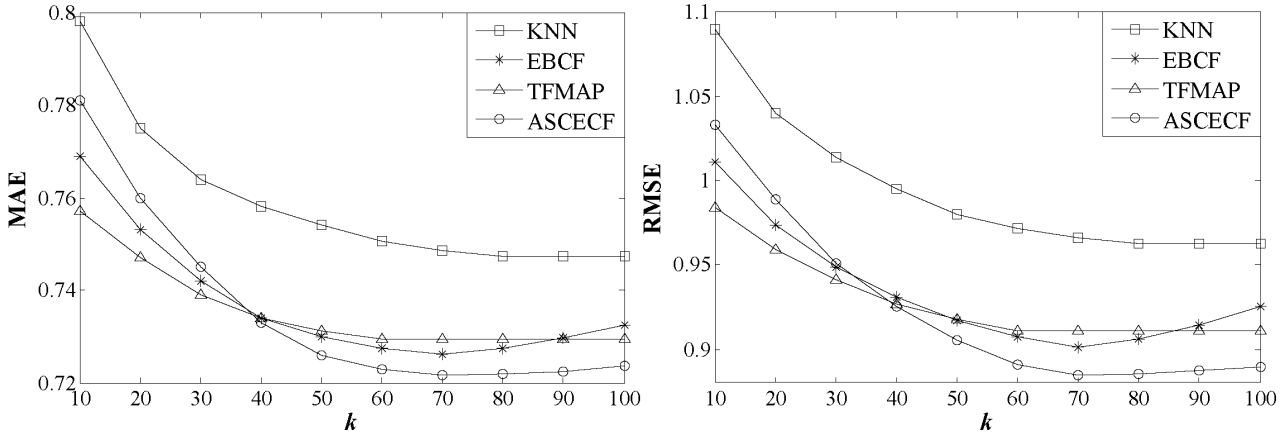 0.8
0.78
0.76
0.74
0.72
MAE
10 20 30 40 50 60 70 80 90 100
k
KNN
EBCF
TFMAP
ASCECF
1.1
1.05
1
0.95
0.9
RMSE
10 20 30 40 50 60 70 80 90 100
k
KNN
EBCF
TFMAP
ASCECF